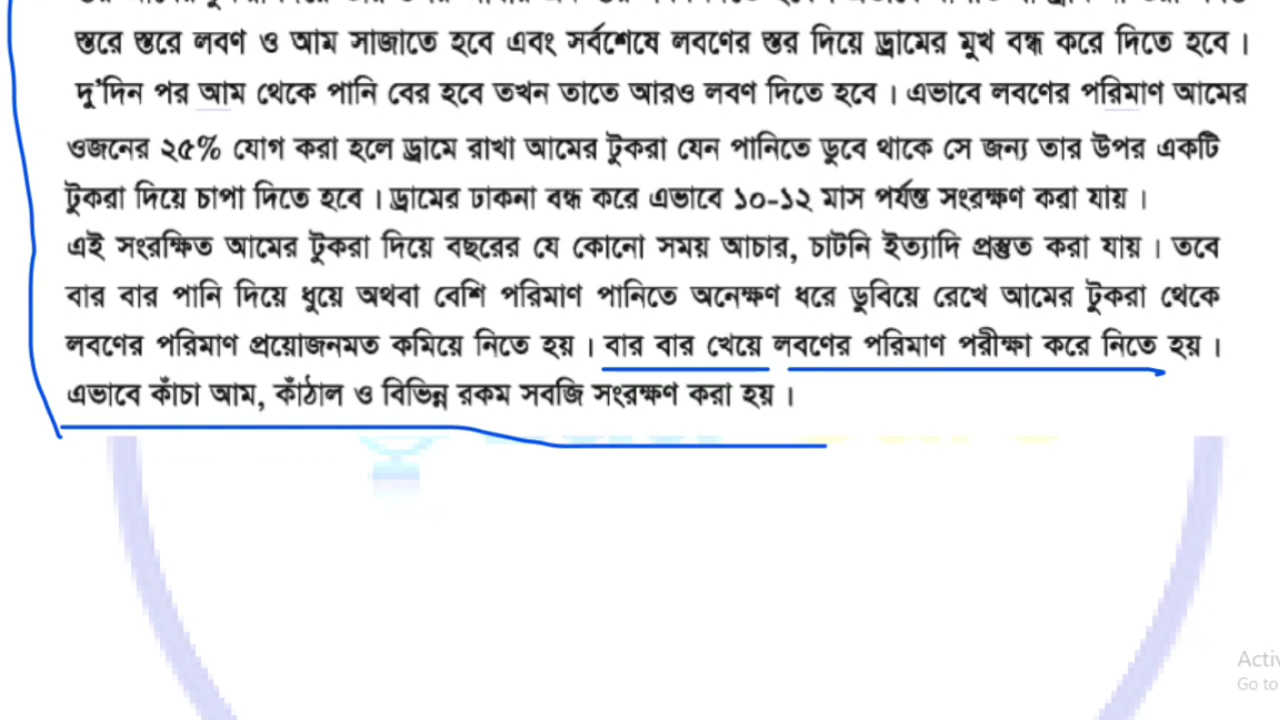 স্তরে স্তরে লবণ ও আম সাজাতে হবে এবং সর্বশেষে লবণের স্তর দিয়ে ড্রামের মুখ বন্ধ করে দিতে হবে।
দু'দিন পর আম থেকে পানি বের হবে তখন তাতে আরও লবণ দিতে হবে। এভাবে লবণের পরিমাণ আমের
ওজনের ২৫% যোগ করা হলে ড্রামে রাখা আমের টুকরা যেন পানিতে ডুবে থাকে সে জন্য তার উপর একটি
টুকরা দিয়ে চাপা দিতে হবে। ড্রামের ঢাকনা বন্ধ করে এভাবে ১০-১২ মাস পর্যন্ত সংরক্ষণ করা যায়।
এই সংরক্ষিত আমের টুকরা দিয়ে বছরের যে কোনো সময় আচার, চাটনি ইত্যাদি প্রস্তুত করা যায়। তবে
বার বার পানি দিয়ে ধুয়ে অথবা বেশি পরিমাণ পানিতে অনেক্ষণ ধরে ডুবিয়ে রেখে আমের টুকরা থেকে
লবণের পরিমাণ প্রয়োজনমত কমিয়ে নিতে হয়। বার বার খেয়ে লবণের পরিমাণ পরীক্ষা করে নিতে হয়।
এভাবে কাঁচা আম, কাঁঠাল ও বিভিন্ন রকম সবজি সংরক্ষণ করা হয়।
Go to